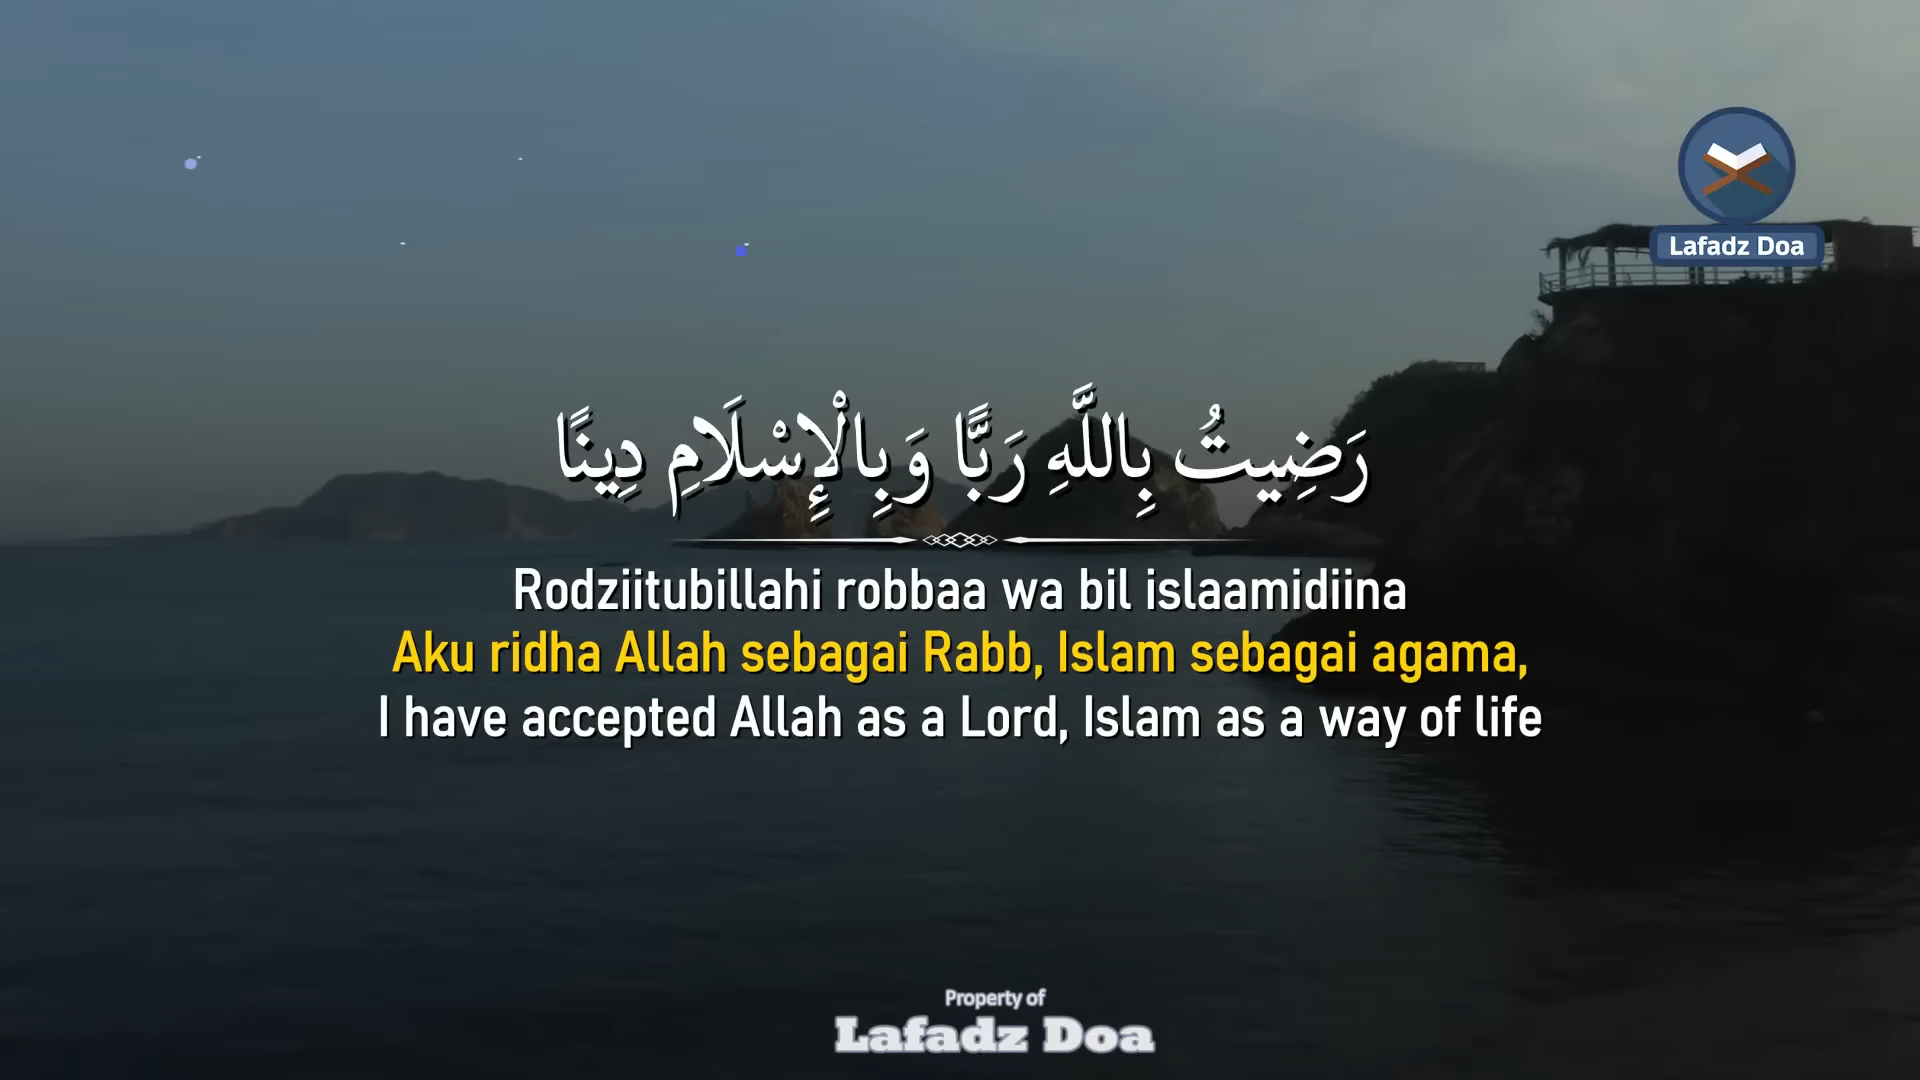 Lafadz Doa
رَضِيتُ بِاللَّهِ رَبًّا وَبِالْإِسْلَامِ دِينًا
Rodziitubillahi robbaa wa bil islaamidiina
Aku ridha Allah sebagai Rabb, Islam sebagai agama,
I have accepted Allah as a Lord, Islam as a way of life
Property of
Lafadz Doa